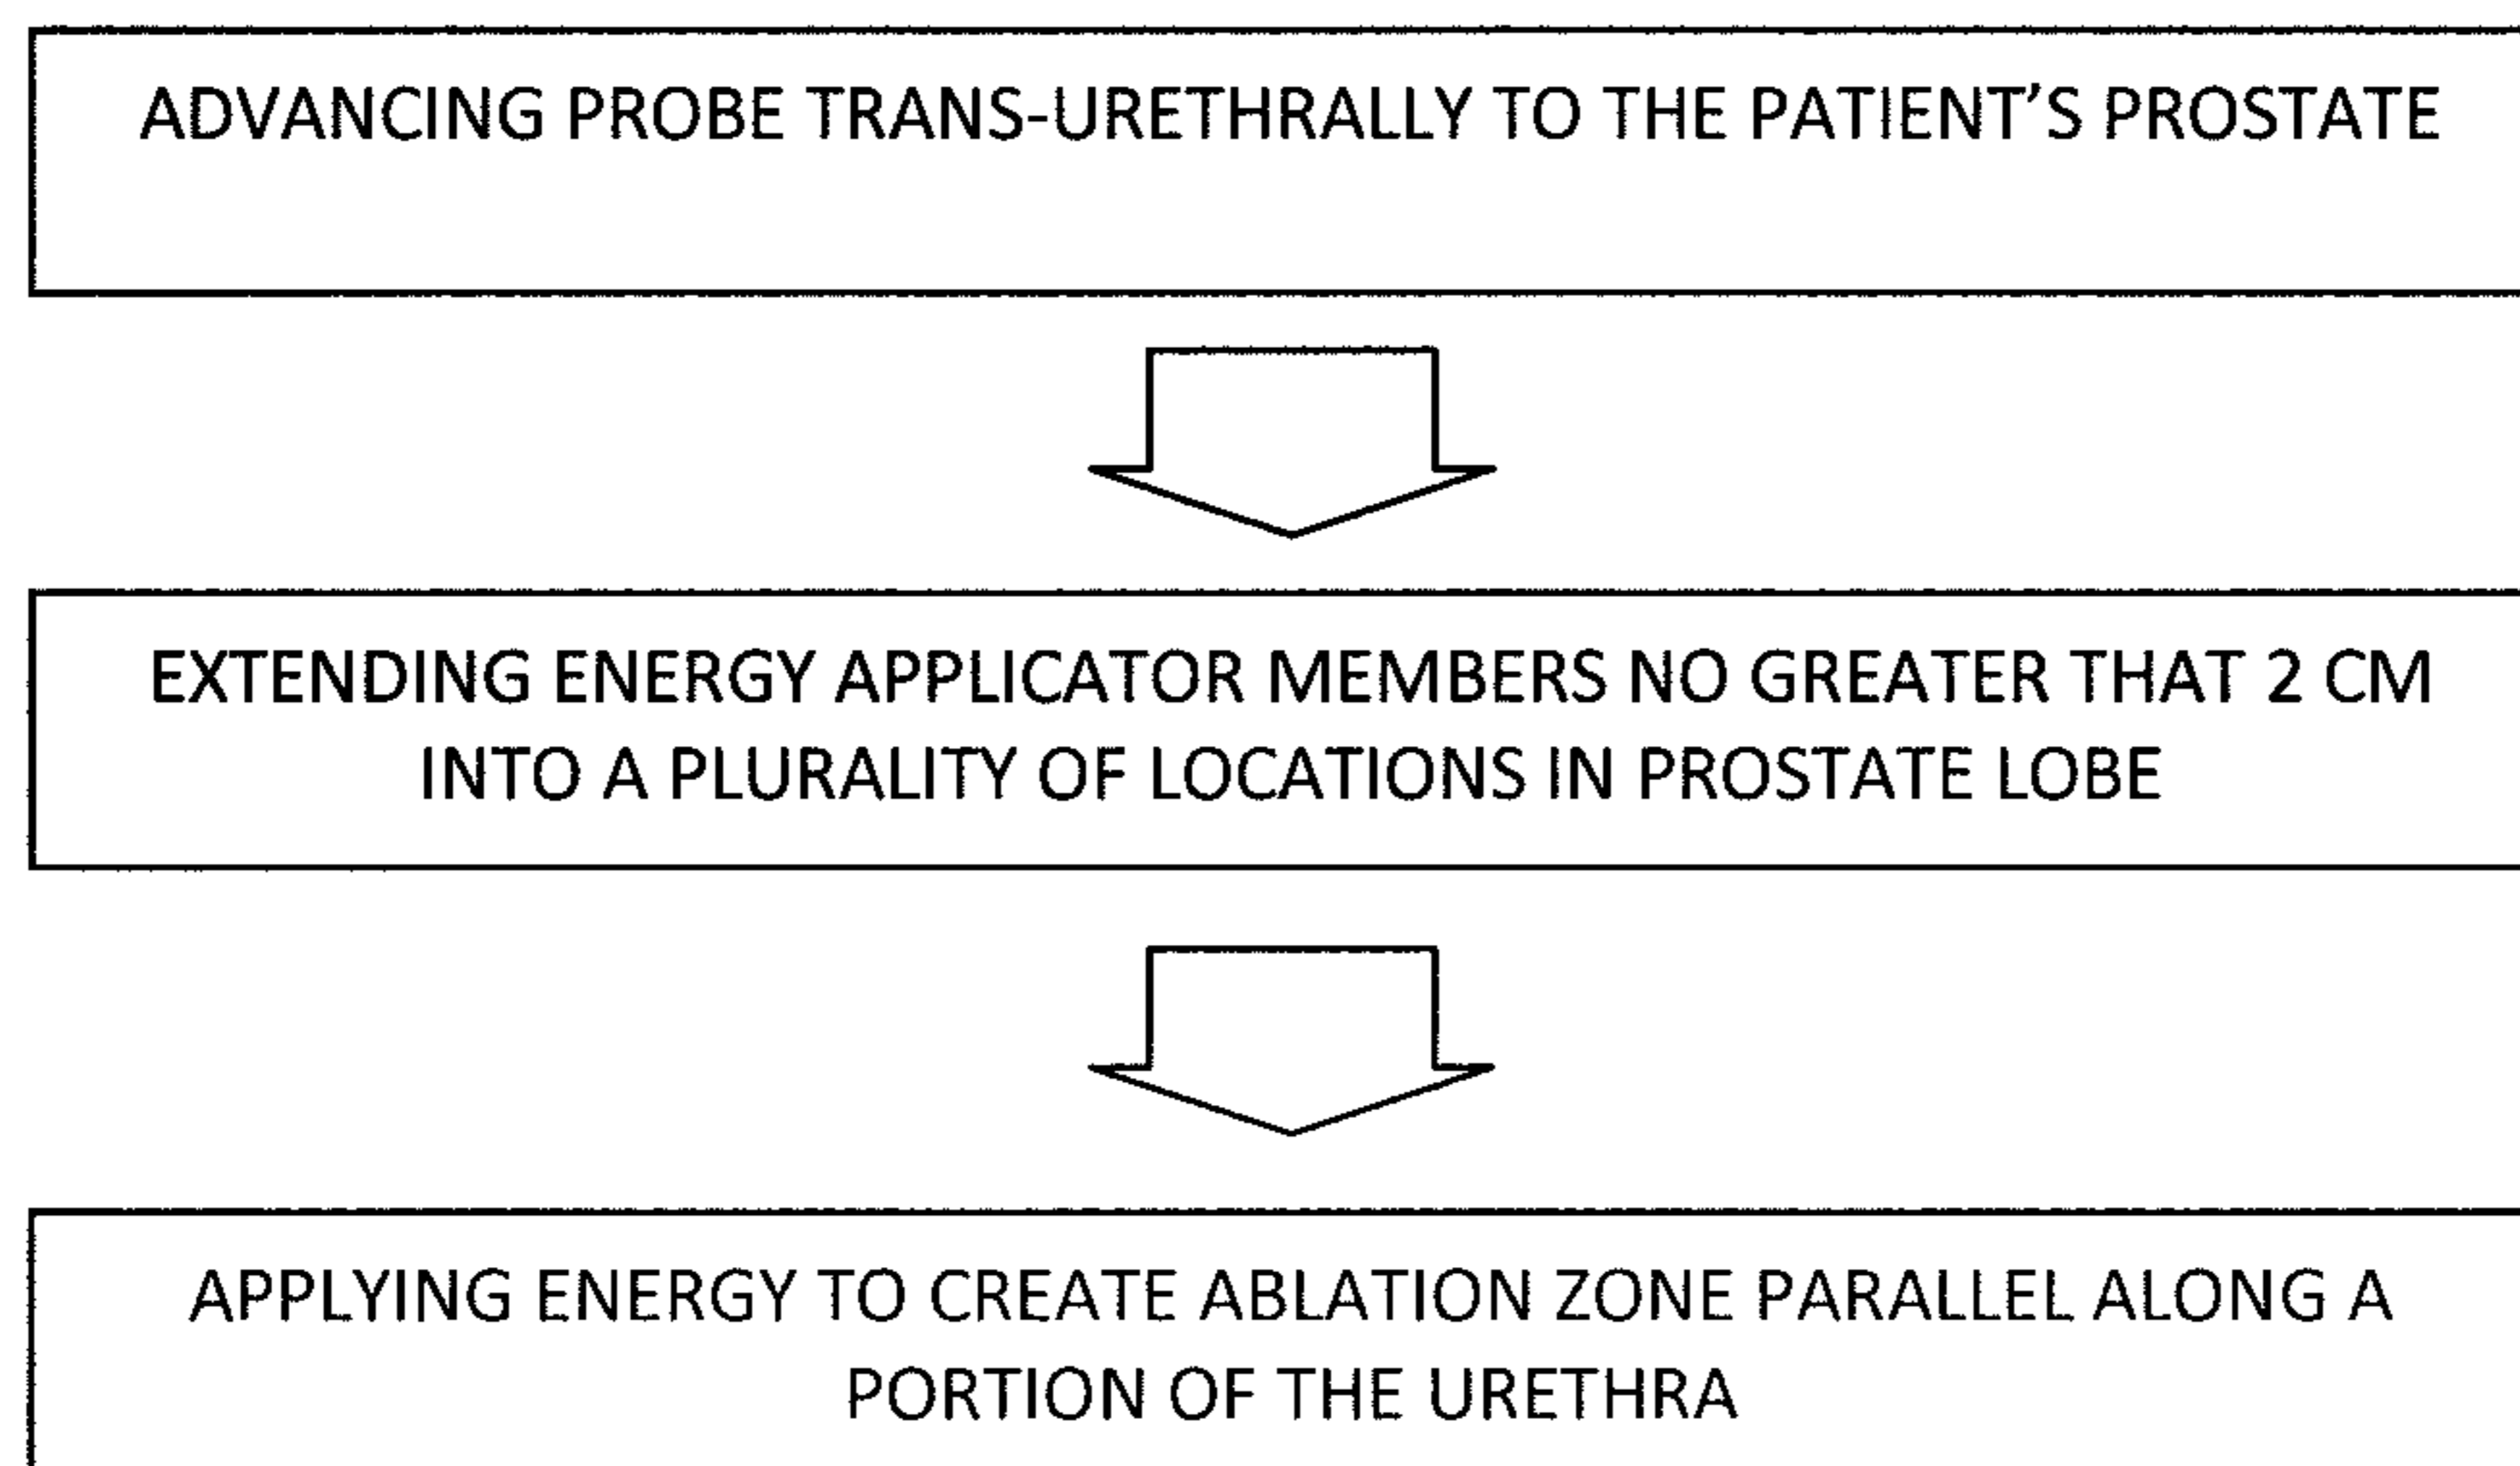 ADVANCING PROBE TRANS-URETHRALLY TO THE PATIENT’S PROSTATE
EXTENDING ENERGY APPLICATOR MEMBERS NO GREATER THAT 2 CM
INTO A PLURALITY OF LOCATIONS IN PROSTATE LOBE
APPLYING ENERGY TO CREATE ABLATION ZONE PARALLEL ALONG A
PORTION OF THE URETHRA